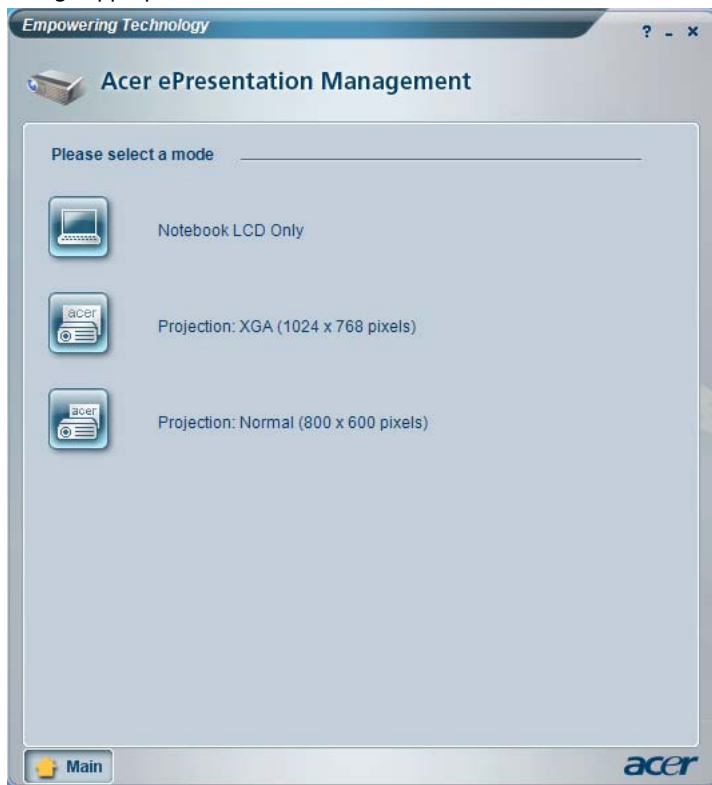 Empowering Technology
? - ×
Acer ePresentation Management
Please select a mode
Notebook LCD Only
acer
Projection: XGA (1024 x 768 pixels)
acer
Projection: Normal (800 x 600 pixels)
Main
acer